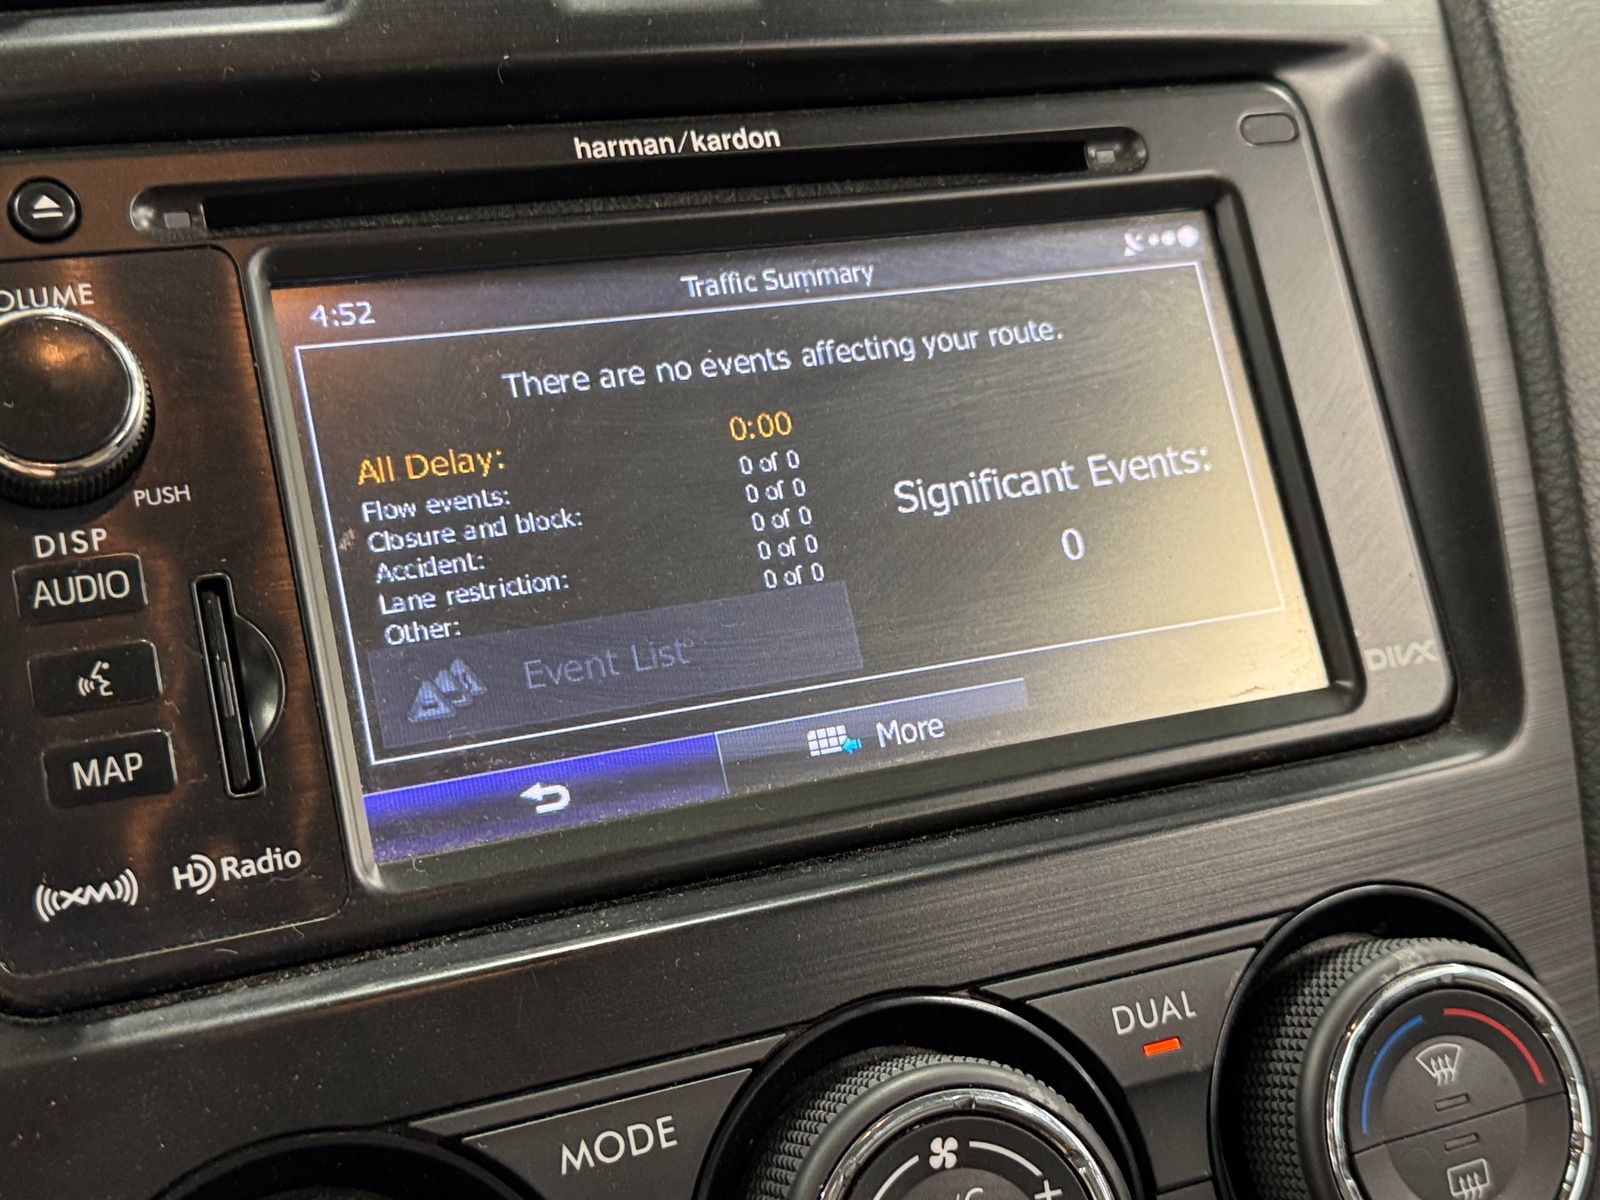 harman/kardon
OLUME
4:52
Traffic Summary
There are no events affecting your route.
All Delay: 0:00
Flow events: 0 of 0
Closure and block: 0 of 0
Accident: 0 of 0
Lane restriction: 0 of 0
Other: 0 of 0
Significant Events:
0
Event List
More
PUSH
DISP
AUDIO
MAP
((XM))
HD Radio
DIVX
DUAL
MODE